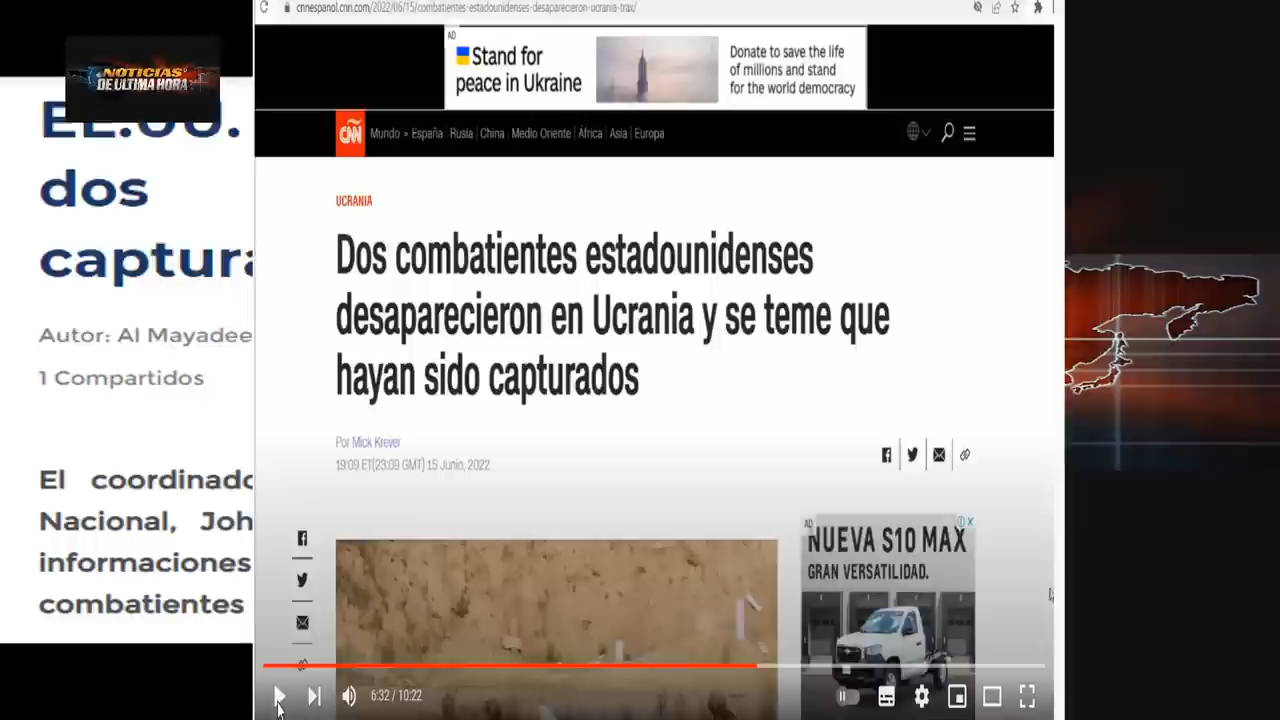 cnnespanol.cnn.com/2022/06/15/combatientes-estadounidenses-desaparecieron-ucrania-trax/
NOTICIAS
DE ULTIMA HORA
EE.UU.
dos
captura
Autor: Al Mayadee
1 Compartidos
El coordinado
Nacional, Joh
informaciones
combatientes
AD
Stand for
peace in Ukraine
Donate to save the life
of millions and stand
for the world democracy
CNN
Mundo » España Rusia | China Medio Oriente | África | Asia | Europa
UCRANIA
Dos combatientes estadounidenses
desaparecieron en Ucrania y se teme que
hayan sido capturados
Por Mick Krever
19:09 ET(23:09 GMT) 15 Junio, 2022
AD
NUEVA S10 MAX
GRAN VERSATILIDAD.
6:32 / 10:22